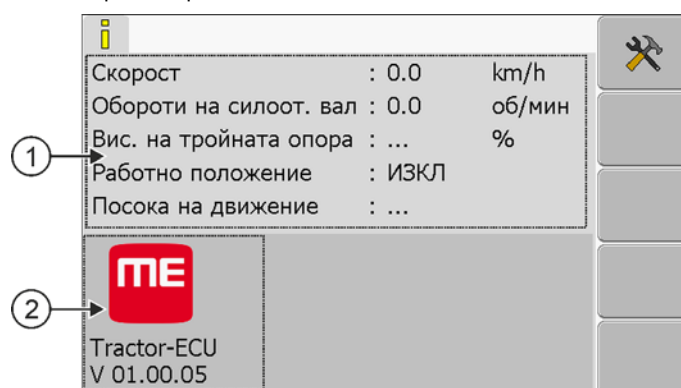 Скорост : 0.0 km/h
Обороти на силоот. вал : 0.0 об/мин
Вис. на тройната опора : ... %
Работно положение : ИЗКЛ
Посока на движение : ...
1
ME
2
Tractor-ECU
V 01.00.05